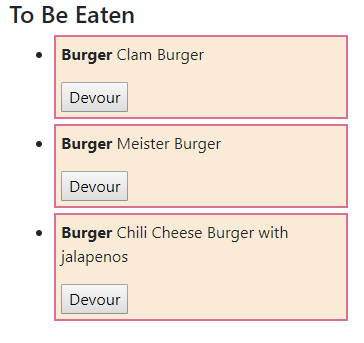 To Be Eaten
Burger Clam Burger
Devour
Burger Meister Burger
Devour
Burger Chili Cheese Burger with
jalapenos
Devour